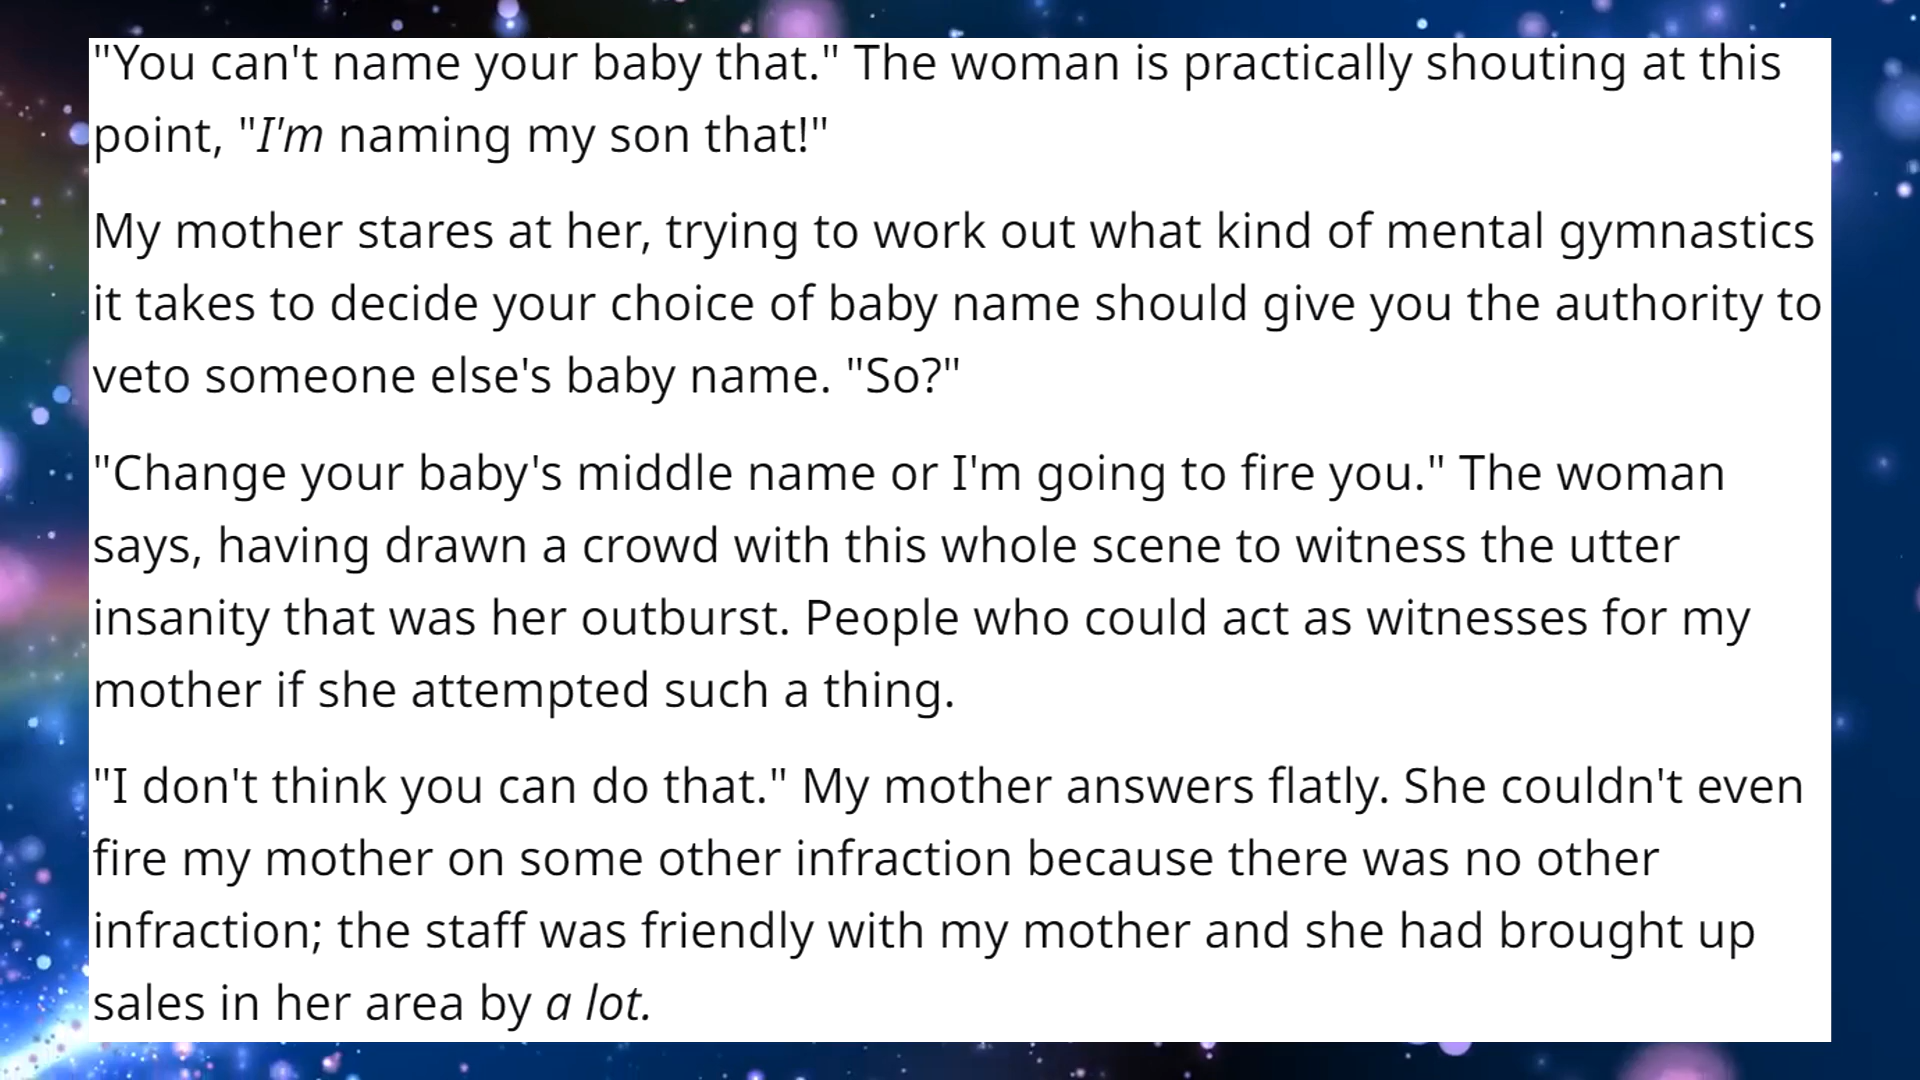 "You can't name your baby that." The woman is practically shouting at this
point, "I'm naming my son that!"
My mother stares at her, trying to work out what kind of mental gymnastics
it takes to decide your choice of baby name should give you the authority to
veto someone else's baby name. "So?"
"Change your baby's middle name or I'm going to fire you." The woman
says, having drawn a crowd with this whole scene to witness the utter
insanity that was her outburst. People who could act as witnesses for my
mother if she attempted such a thing.
"I don't think you can do that." My mother answers flatly. She couldn't even
fire my mother on some other infraction because there was no other
infraction; the staff was friendly with my mother and she had brought up
sales in her area by a lot.